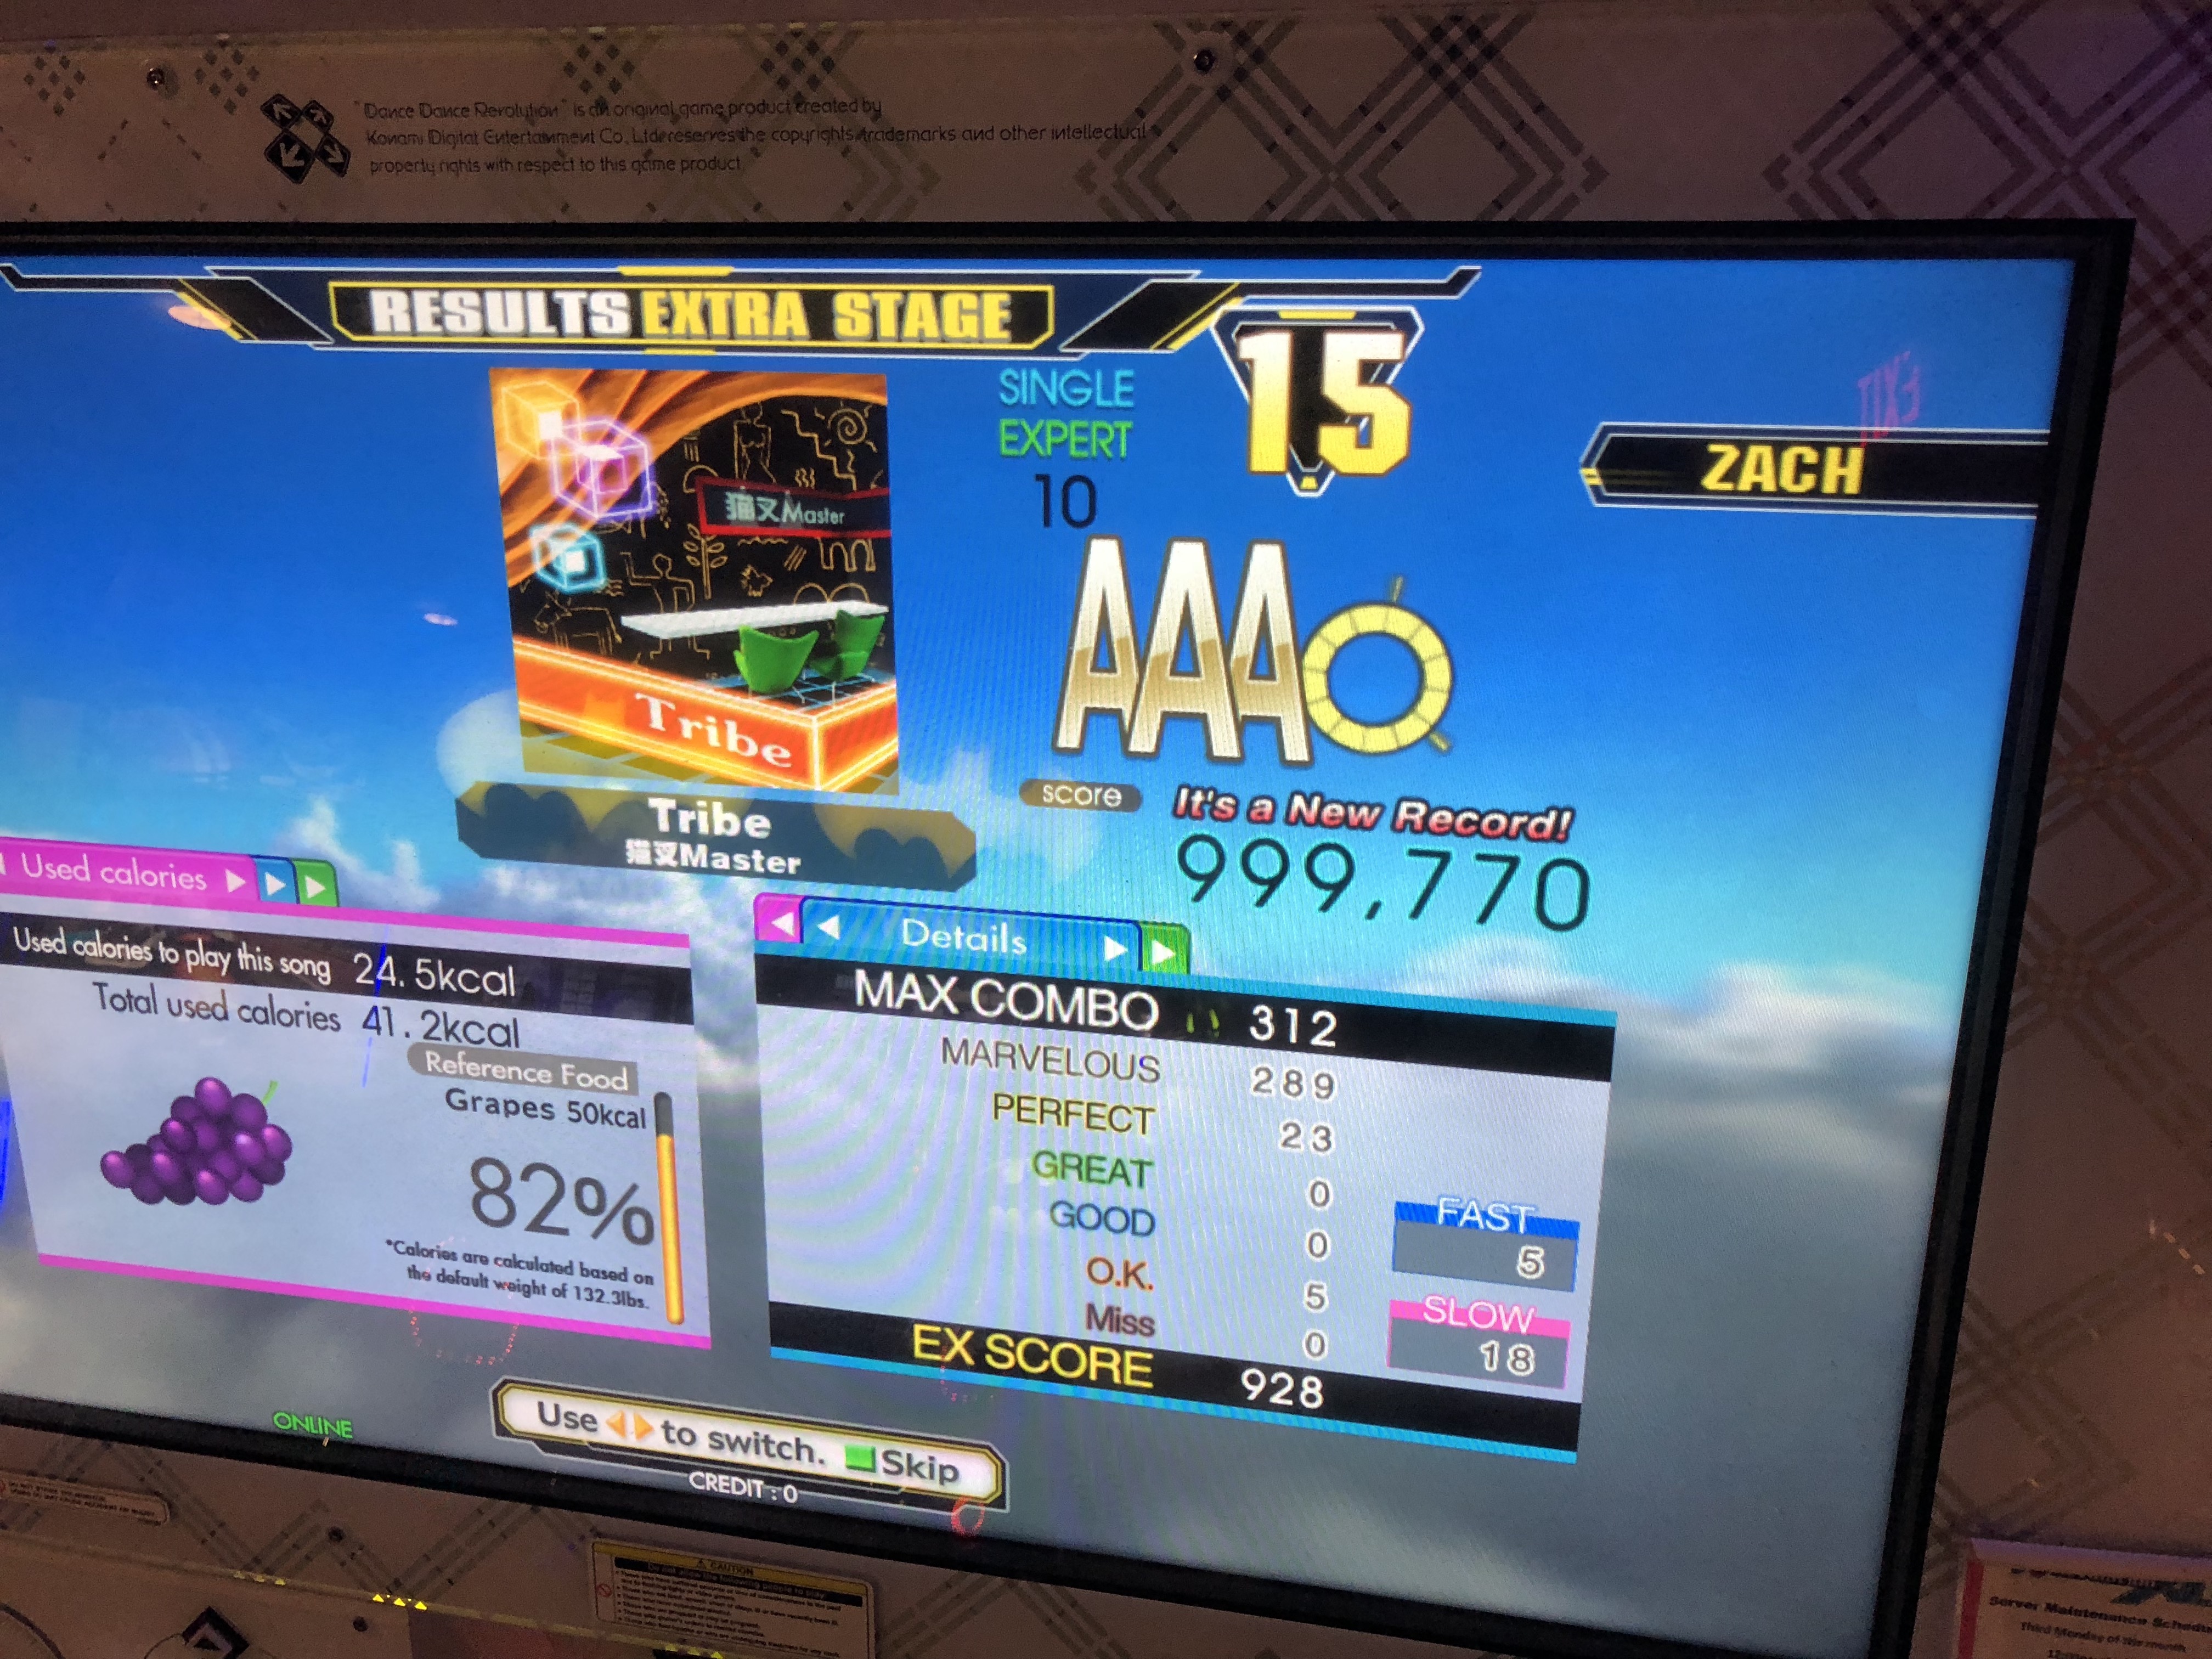 "Dance Dance Revolution" is an original game product created by
Konami Digital Entertainment Co., Ltd. reserves the copyrights, trademarks and other intellectual
property rights with respect to this game product.
RESULTS EXTRA STAGE
15
SINGLE
EXPERT
10
ZACH
猫叉Master
Tribe
AAA
Tribe
猫叉Master
score
It's a New Record!
999,770
Used calories
Used calories to play this song 24.5kcal
Total used calories 41.2kcal
Reference Food
Grapes 50kcal
82%
*Calories are calculated based on
the default weight of 132.3lbs.
Details
MAX COMBO 312
MARVELOUS 289
PERFECT 23
GREAT 0
GOOD 0
O.K. 5
Miss 0
EX SCORE 928
FAST
5
SLOW
18
ONLINE
Use to switch. Skip
CREDIT : 0
CAUTION
Server Maintenance
Third Monday of the month
EXIT